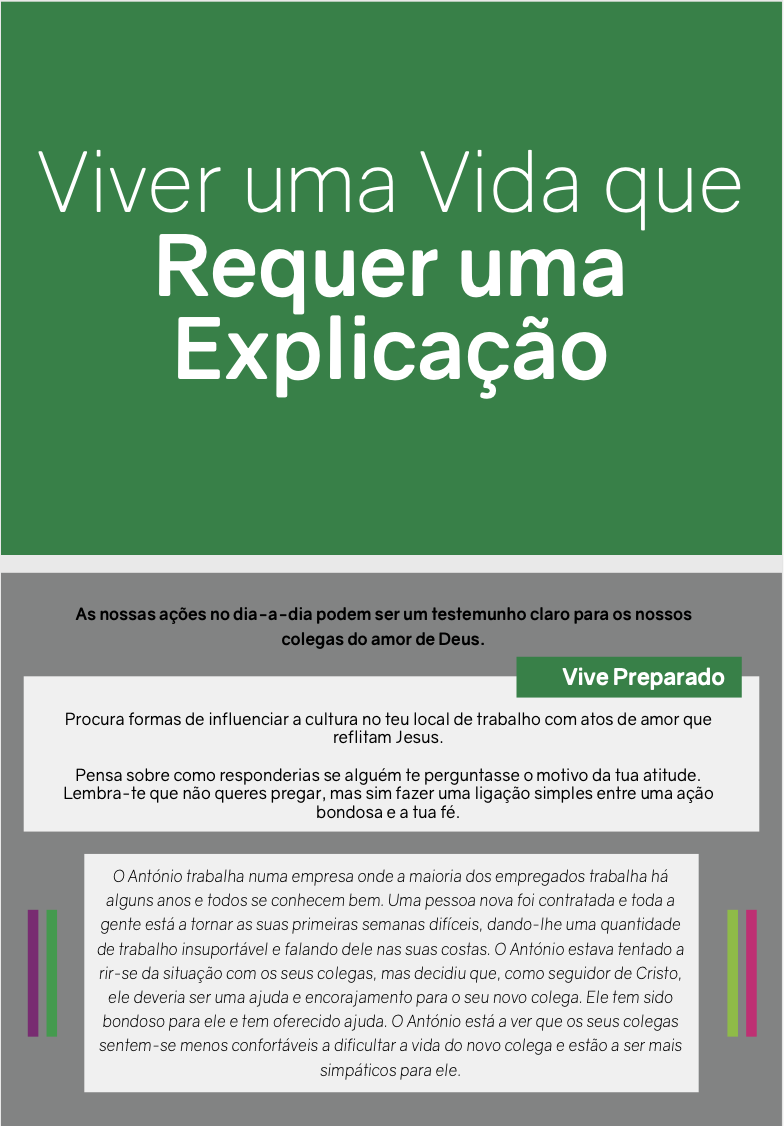 Viver uma Vida que
Requer uma
Explicação
As nossas ações no dia-a-dia podem ser um testemunho claro para os nossos
colegas do amor de Deus.
Vive Preparado
Procura formas de influenciar a cultura no teu local de trabalho com atos de amor que
reflitam Jesus.
Pensa sobre como responderias se alguém te perguntasse o motivo da tua atitude.
Lembra-te que não queres pregar, mas sim fazer uma ligação simples entre uma ação
bondosa e a tua fé.
O António trabalha numa empresa onde a maioria dos empregados trabalha há
alguns anos e todos se conhecem bem. Uma pessoa nova foi contratada e toda a
gente está a tornar as suas primeiras semanas difíceis, dando-lhe uma quantidade
de trabalho insuportável e falando dele nas suas costas. O António estava tentado a
rir-se da situação com os seus colegas, mas decidiu que, como seguidor de Cristo,
ele deveria ser uma ajuda e encorajamento para o seu novo colega. Ele tem sido
bondoso para ele e tem oferecido ajuda. O António está a ver que os seus colegas
sentem-se menos confortáveis a dificultar a vida do novo colega e estão a ser mais
simpáticos para ele.